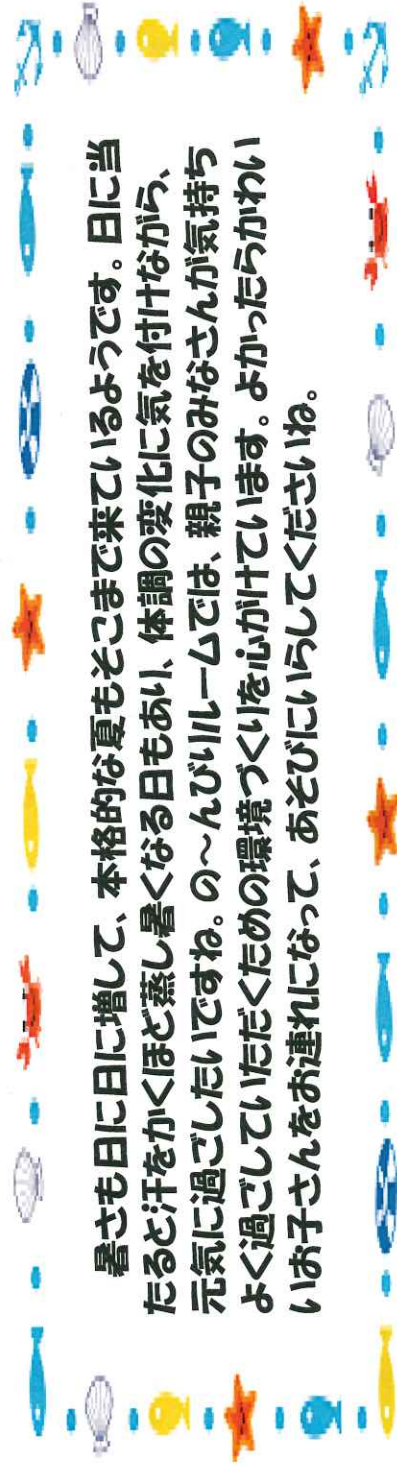 暑さも日に日に増して、本格的な夏もそこまで来ているようです。日に当
たると汗をかくほど蒸し暑くなる日もあり、体調の変化に気を付けながら、
元気に過ごしたいですね。の～んびりルームでは、親子のみなさんが気持ち
よく過ごしていただくための環境づくりを心がけています。よかったらかわい
いお子さんをお連れになって、あそびにいらしてくださいね。